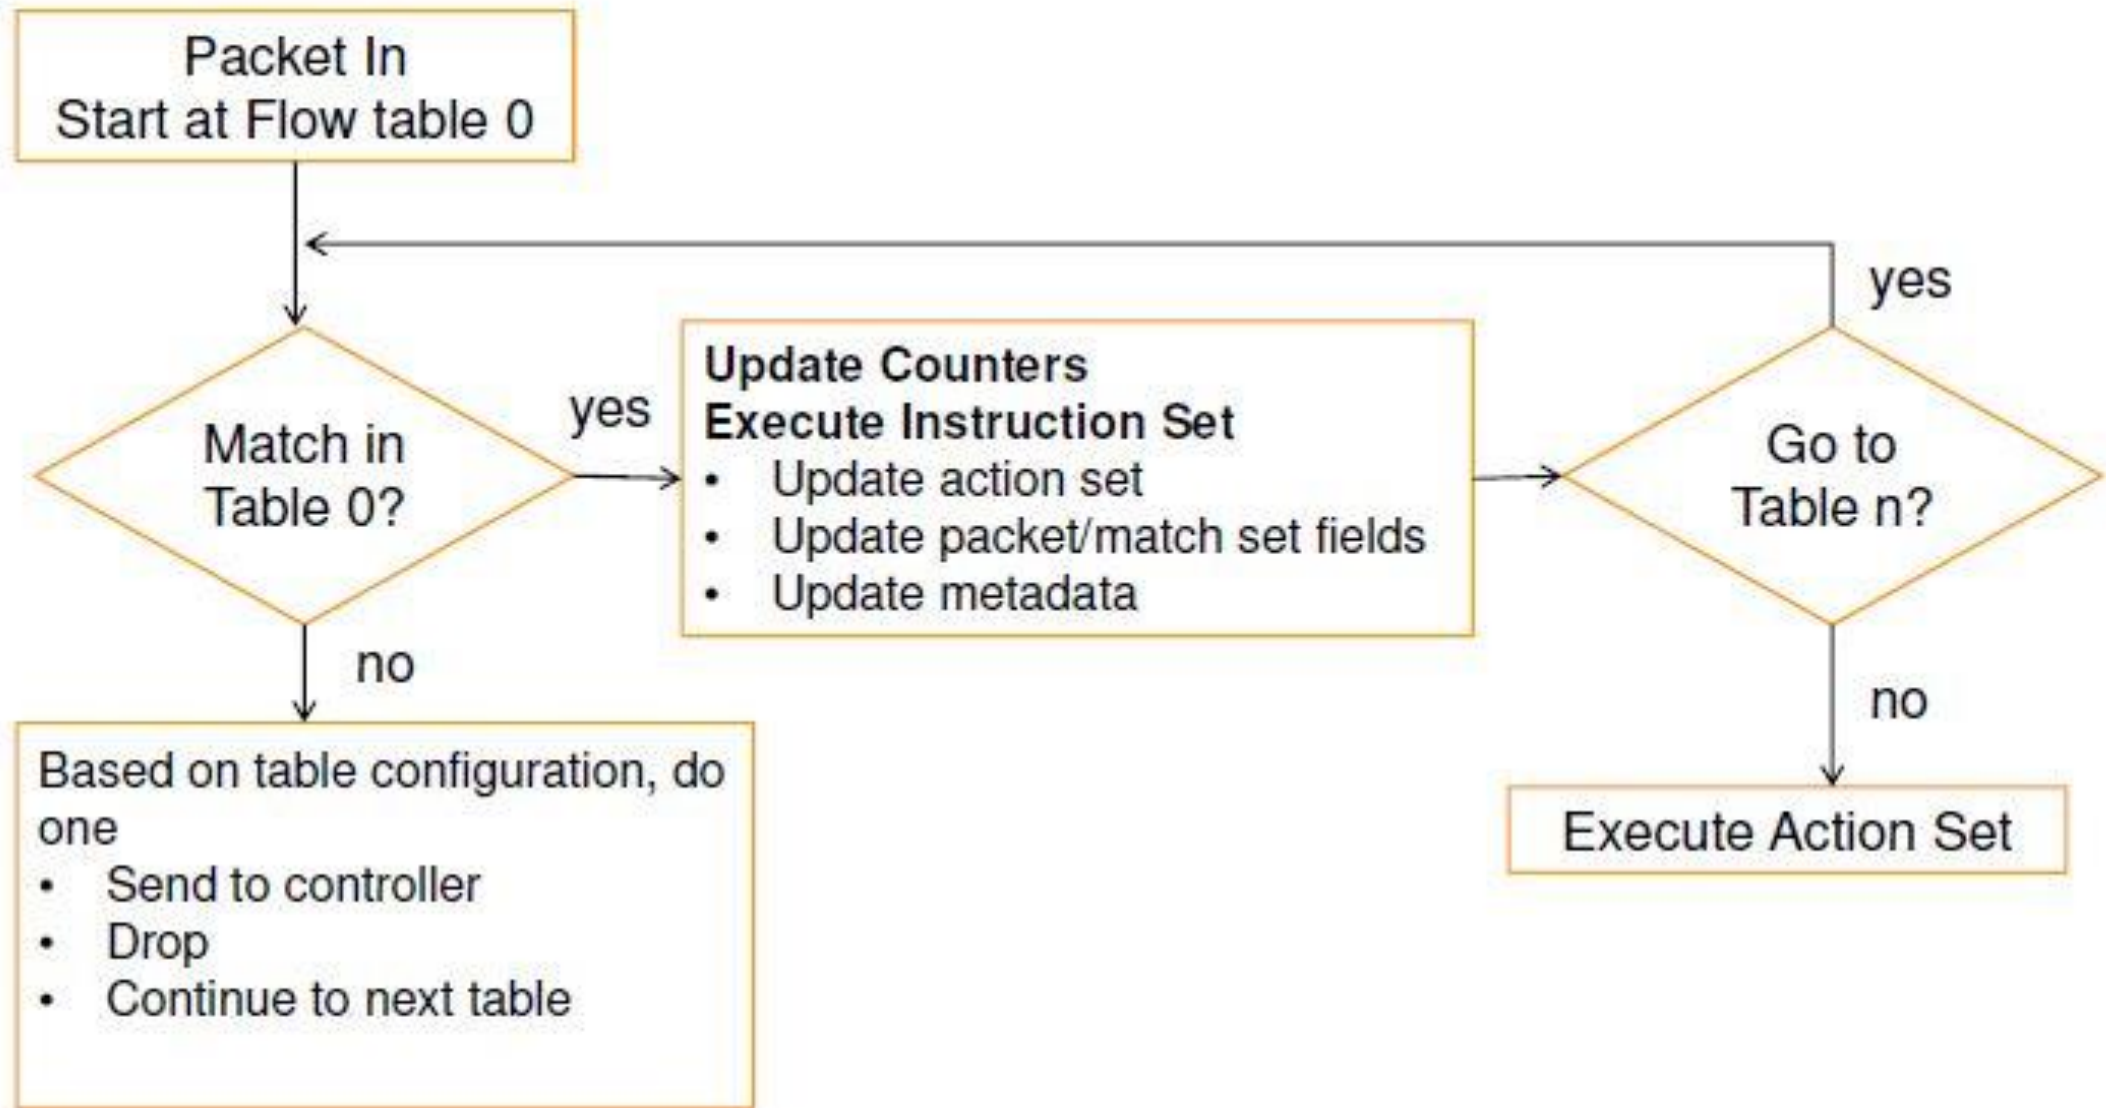 Packet In
Start at Flow table 0
yes
Match in
Table 0?
yes
Update Counters
Execute Instruction Set
• Update action set
• Update packet/match set fields
• Update metadata
Go to
Table n?
no
no
Based on table configuration, do
one
• Send to controller
• Drop
• Continue to next table
Execute Action Set